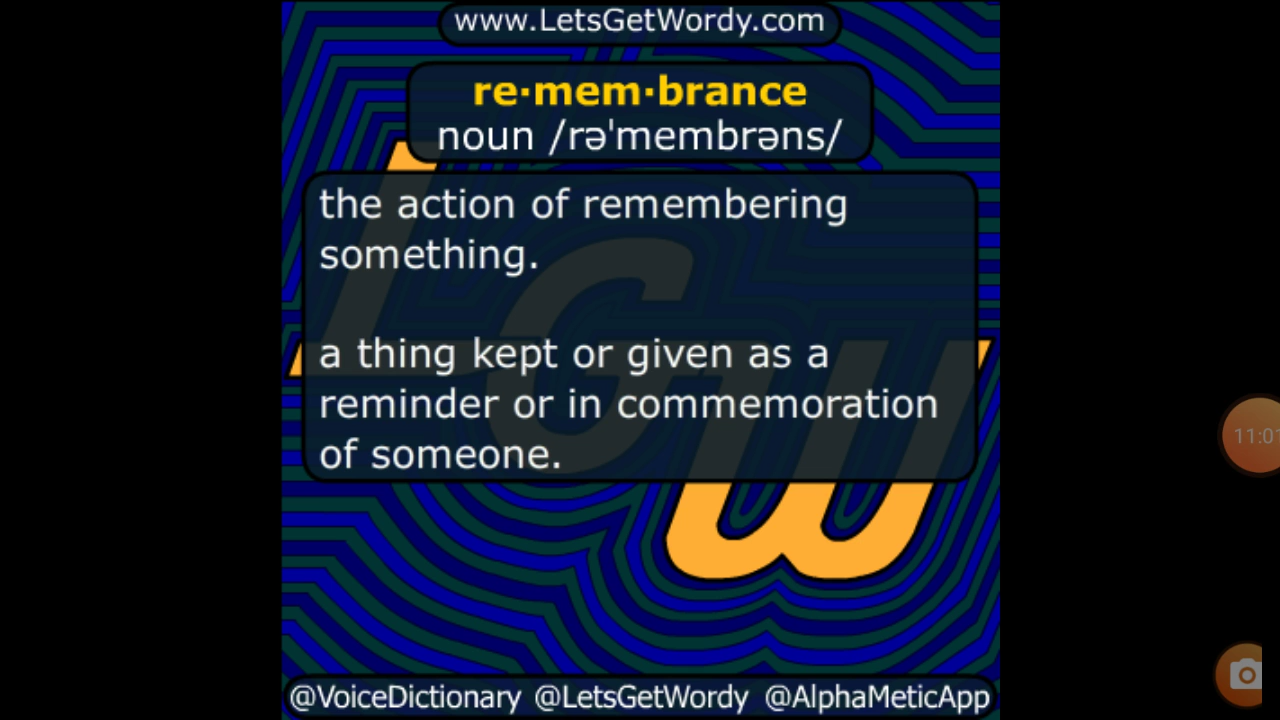 www.LetsGetWordy.com
re·mem·brance
noun /rəˈmembrəns/
the action of remembering
something.
a thing kept or given as a
reminder or in commemoration
of someone.
LGw
@VoiceDictionary @LetsGetWordy @AlphaMeticApp